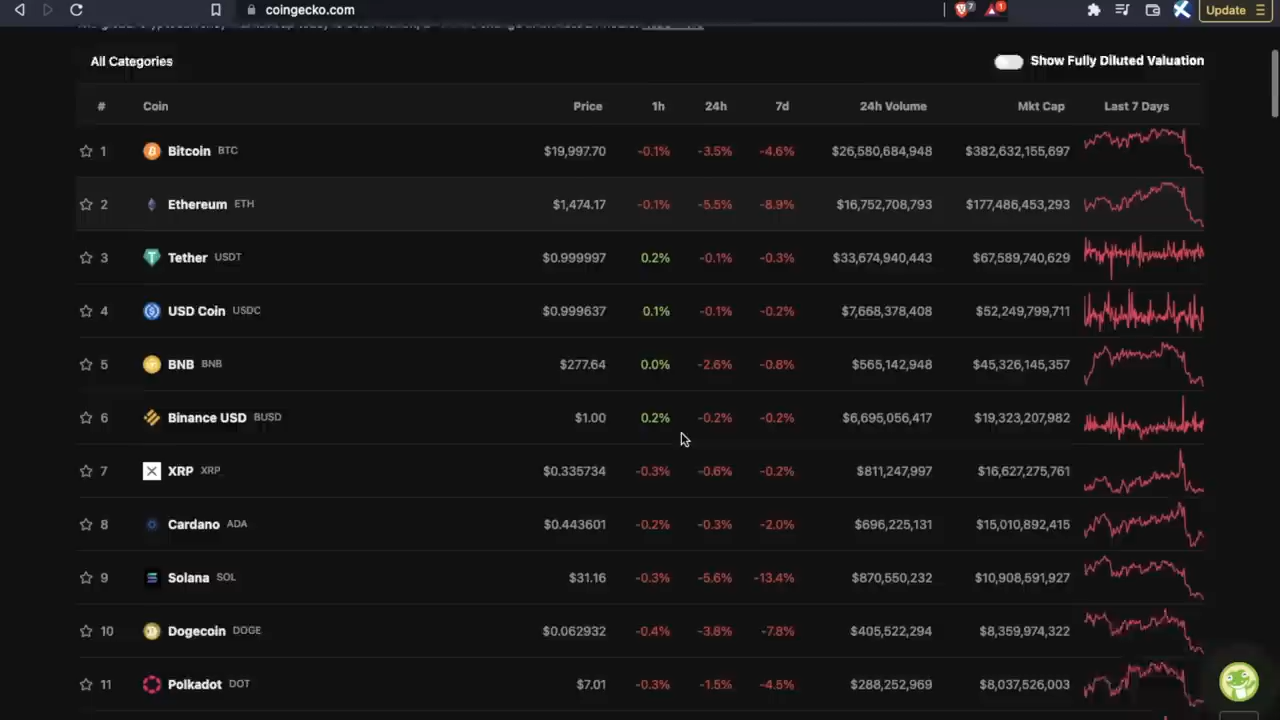 coingecko.com
7
1
Update
All Categories
Show Fully Diluted Valuation
# Coin Price 1h 24h 7d 24h Volume Mkt Cap Last 7 Days
1 Bitcoin BTC $19,997.70 -0.1% -3.5% -4.6% $26,580,684,948 $382,632,155,697
2 Ethereum ETH $1,474.17 -0.1% -5.5% -8.9% $16,752,708,793 $177,486,453,293
3 Tether USDT $0.999997 0.2% -0.1% -0.3% $33,674,940,443 $67,589,740,629
4 USD Coin USDC $0.999637 0.1% -0.1% -0.2% $7,668,378,408 $52,249,799,711
5 BNB BNB $277.64 0.0% -2.6% -0.8% $565,142,948 $45,326,145,357
6 Binance USD BUSD $1.00 0.2% -0.2% -0.2% $6,695,056,417 $19,323,207,982
7 XRP XRP $0.335734 -0.3% -0.6% -0.2% $811,247,997 $16,627,275,761
8 Cardano ADA $0.443601 -0.2% -0.3% -2.0% $696,225,131 $15,010,892,415
9 Solana SOL $31.16 -0.3% -5.6% -13.4% $870,550,232 $10,908,591,927
10 Dogecoin DOGE $0.062932 -0.4% -3.8% -7.8% $405,522,294 $8,359,974,322
11 Polkadot DOT $7.01 -0.3% -1.5% -4.5% $288,252,969 $8,037,526,003